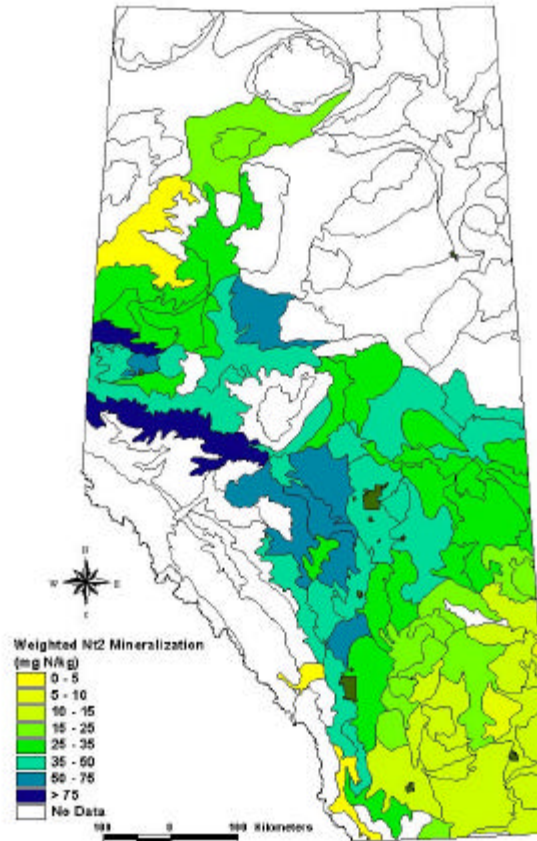 W
E
Weighted Nt2 Mineralization
(mg N/kg)
0 - 5
5 - 10
10 - 15
15 - 25
25 - 35
35 - 50
50 - 75
> 75
No Data
100 0 100 Kilometers